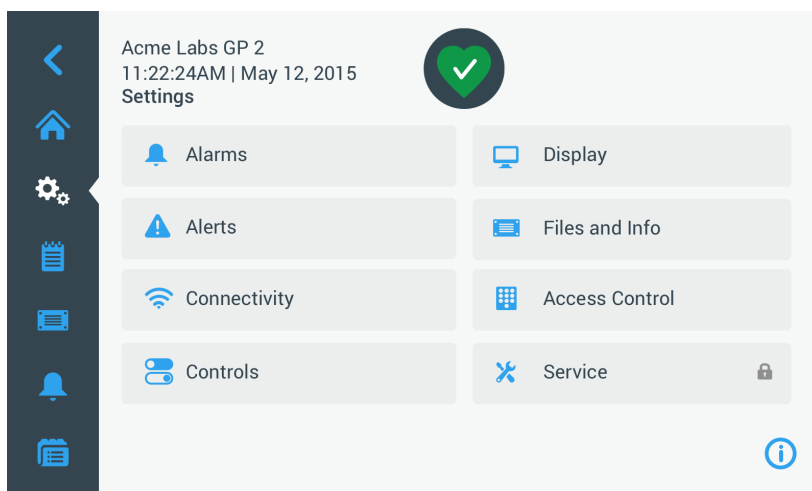 Acme Labs GP 2
11:22:24AM | May 12, 2015
Settings
Alarms
Display
Alerts
Files and Info
Connectivity
Access Control
Controls
Service